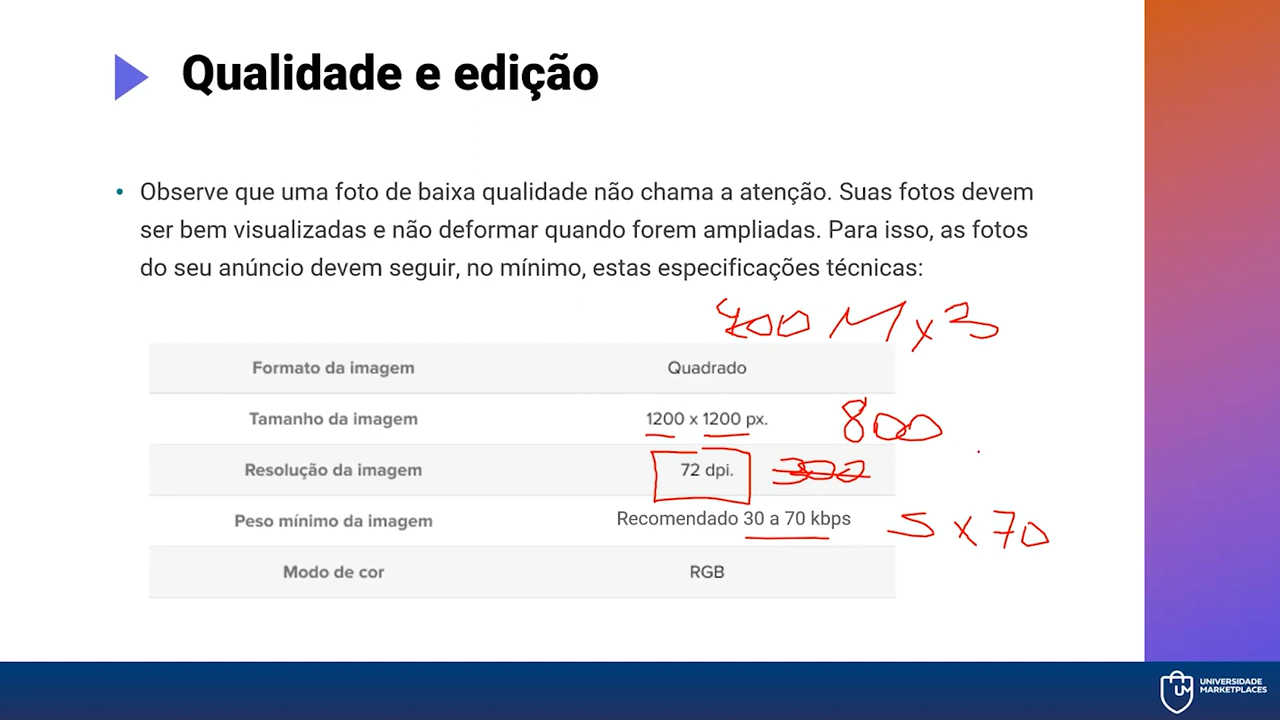 Qualidade e edição
Observe que uma foto de baixa qualidade não chama a atenção. Suas fotos devem
ser bem visualizadas e não deformar quando forem ampliadas. Para isso, as fotos
do seu anúncio devem seguir, no mínimo, estas especificações técnicas:
400 M x 3
Formato da imagem Quadrado
Tamanho da imagem 1200 x 1200 px. 800
Resolução da imagem 72 dpi. 300
Peso mínimo da imagem Recomendado 30 a 70 kbps 5 x 70
Modo de cor RGB
UM UNIVERSIDADE
MARKETPLACES